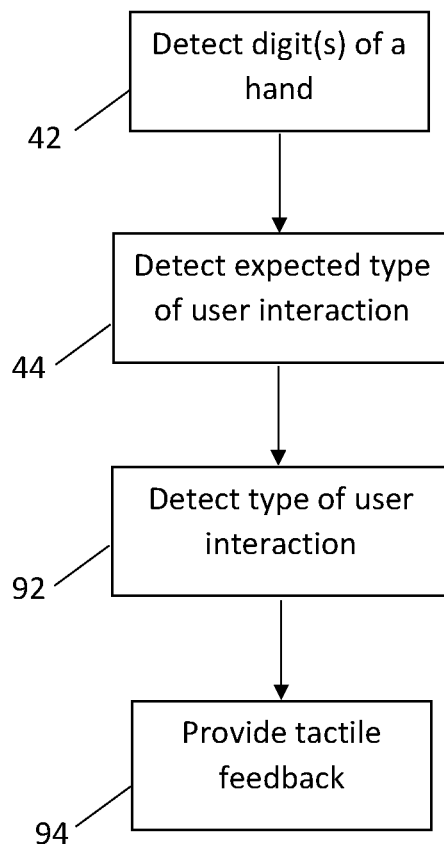 Detect digit(s) of a
hand
42
Detect expected type
of user interaction
44
Detect type of user
interaction
92
Provide tactile
feedback
94